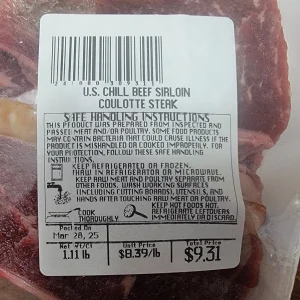 U.S. CHILL BEEF SIRLOIN
COULOTTE STEAK
SAFE HANDLING INSTRUCTIONS
THIS PRODUCT WAS PREPARED FROM INSPECTED AND
PASSED MEAT AND/OR POULTRY. SOME FOOD PRODUCTS
MAY CONTAIN BACTERIA THAT COULD CAUSE ILLNESS IF THE
PRODUCT IS MISHANDLED OR COOKED IMPROPERLY. FOR
YOUR PROTECTION, FOLLOW THESE SAFE HANDLING
INSTRUCTIONS.
KEEP REFRIGERATED OR FROZEN.
THAW IN REFRIGERATOR OR MICROWAVE.
KEEP RAW MEAT AND POULTRY SEPARATE FROM
OTHER FOODS. WASH WORKING SURFACES
(INCLUDING CUTTING BOARDS), UTENSILS, AND
HANDS AFTER TOUCHING RAW MEAT OR POULTRY.
COOK
THOROUGHLY.
KEEP HOT FOODS HOT.
REFRIGERATE LEFTOVERS
IMMEDIATELY OR DISCARD.
Packed On
Mar 28, 25
Net Wt/Ct
1.11 lb
Unit Price
$8.39/lb
Total Price
$9.31